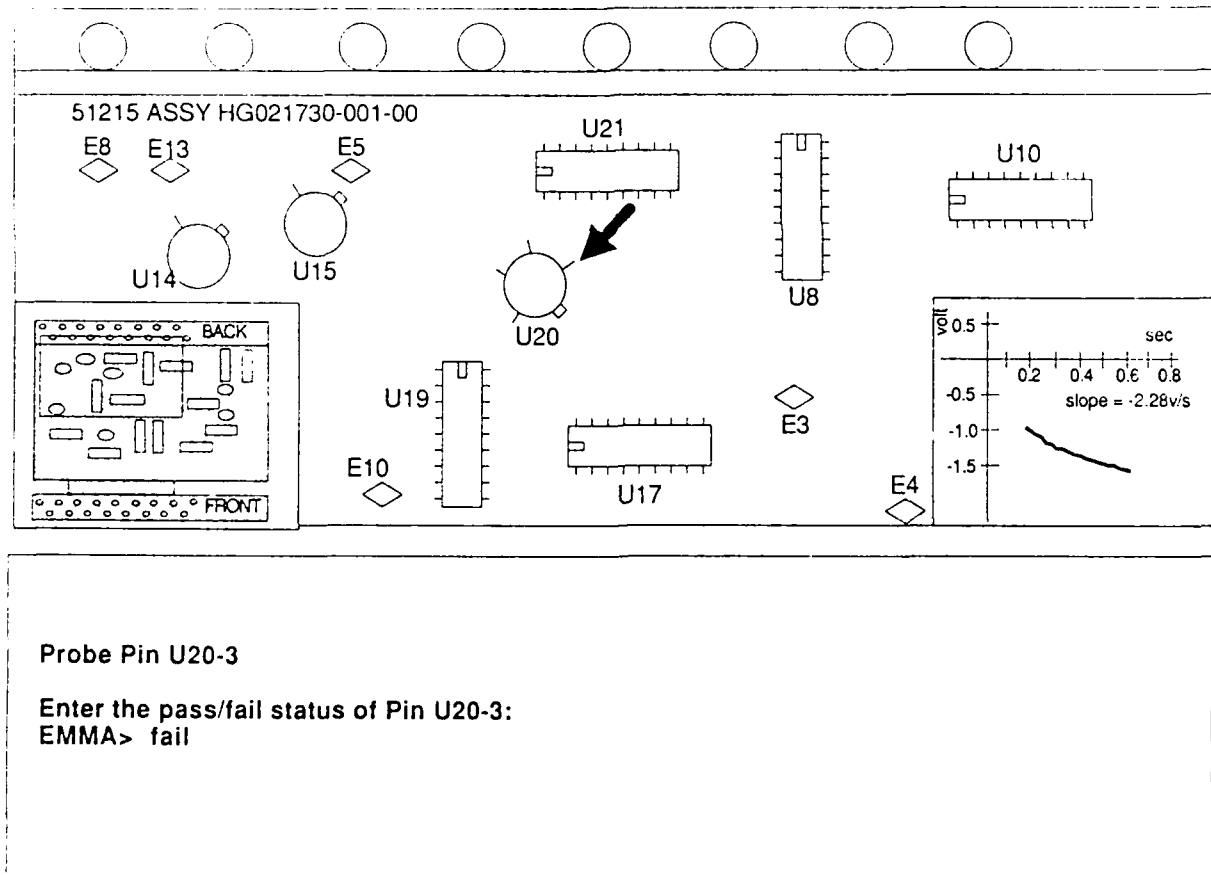 51215 ASSY HG021730-001-00
E8
E13
E5
U21
U10
U14
U15
U20
U8
BACK
FRONT
U19
E10
U17
E3
E4
volt
0.5
sec
0.2 0.4 0.6 0.8
-0.5
slope = -2.28v/s
-1.0
-1.5
Probe Pin U20-3
Enter the pass/fail status of Pin U20-3:
EMMA> fail